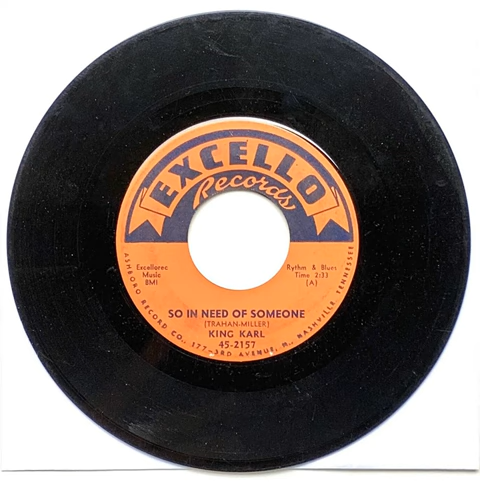 EXCELLO
Records
Excellorec
Music
BMI
Rythm & Blues
Time 2:33
(A)
SO IN NEED OF SOMEONE
(TRAHAN-MILLER)
KING KARL
45-2157
ASHBORO RECORD CO., 177-3RD AVENUE, N., NASHVILLE, TENNESSEE